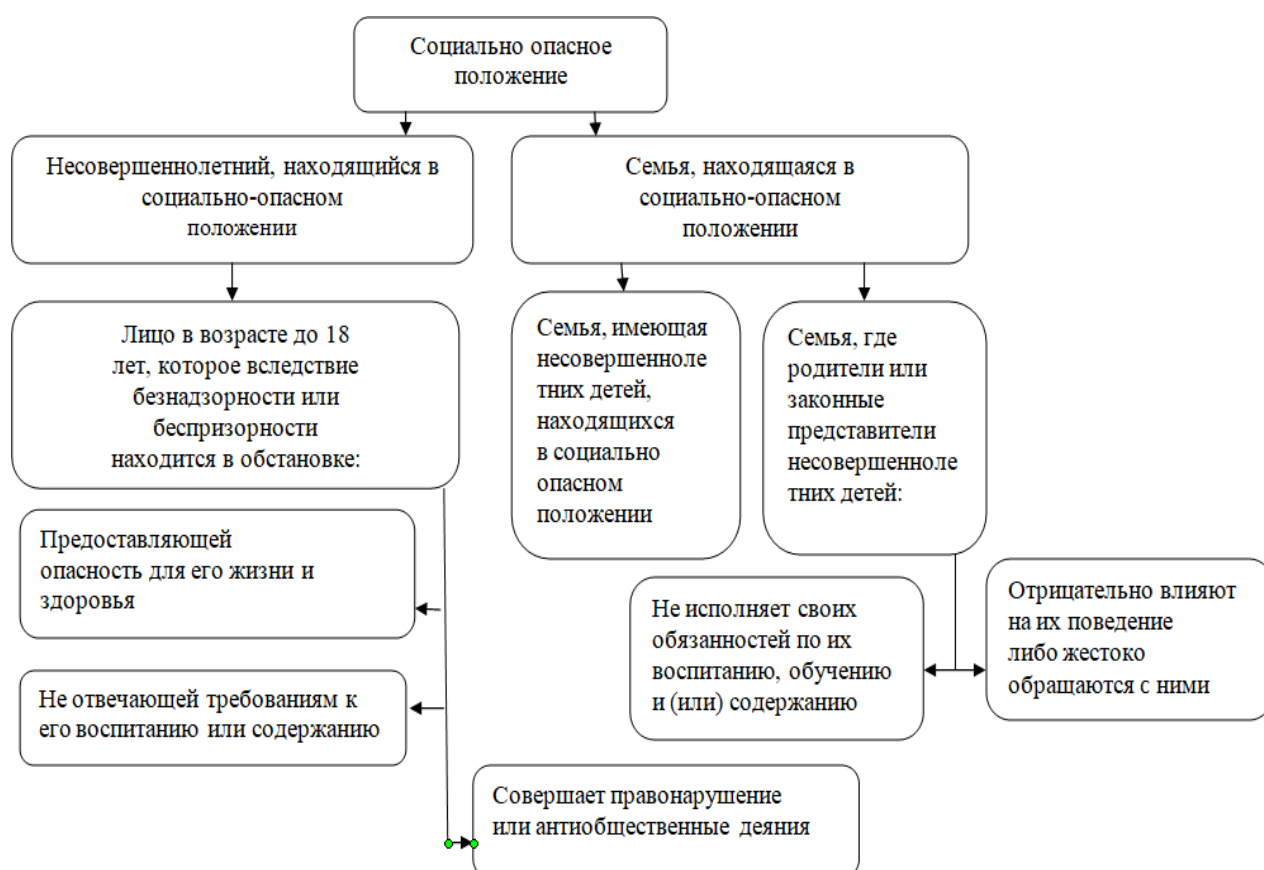 Социально опасное
положение
Несовершеннолетний, находящийся в
социально-опасном
положении
Семья, находящаяся в
социально-опасном
положении
Лицо в возрасте до 18
лет, которое вследствие
безнадзорности или
беспризорности
находится в обстановке:
Семья, имеющая
несовершенноле
тних детей,
находящихся
в социально
опасном
положении
Семья, где
родители или
законные
представители
несовершенноле
тних детей:
Предоставляющей
опасность для его жизни и
здоровья
Не исполняет своих
обязанностей по их
воспитанию, обучению
и (или) содержанию
Отрицательно влияют
на их поведение
либо жестоко
обращаются с ними
Не отвечающей требованиям к
его воспитанию или содержанию
Совершает правонарушение
или антиобщественные деяния